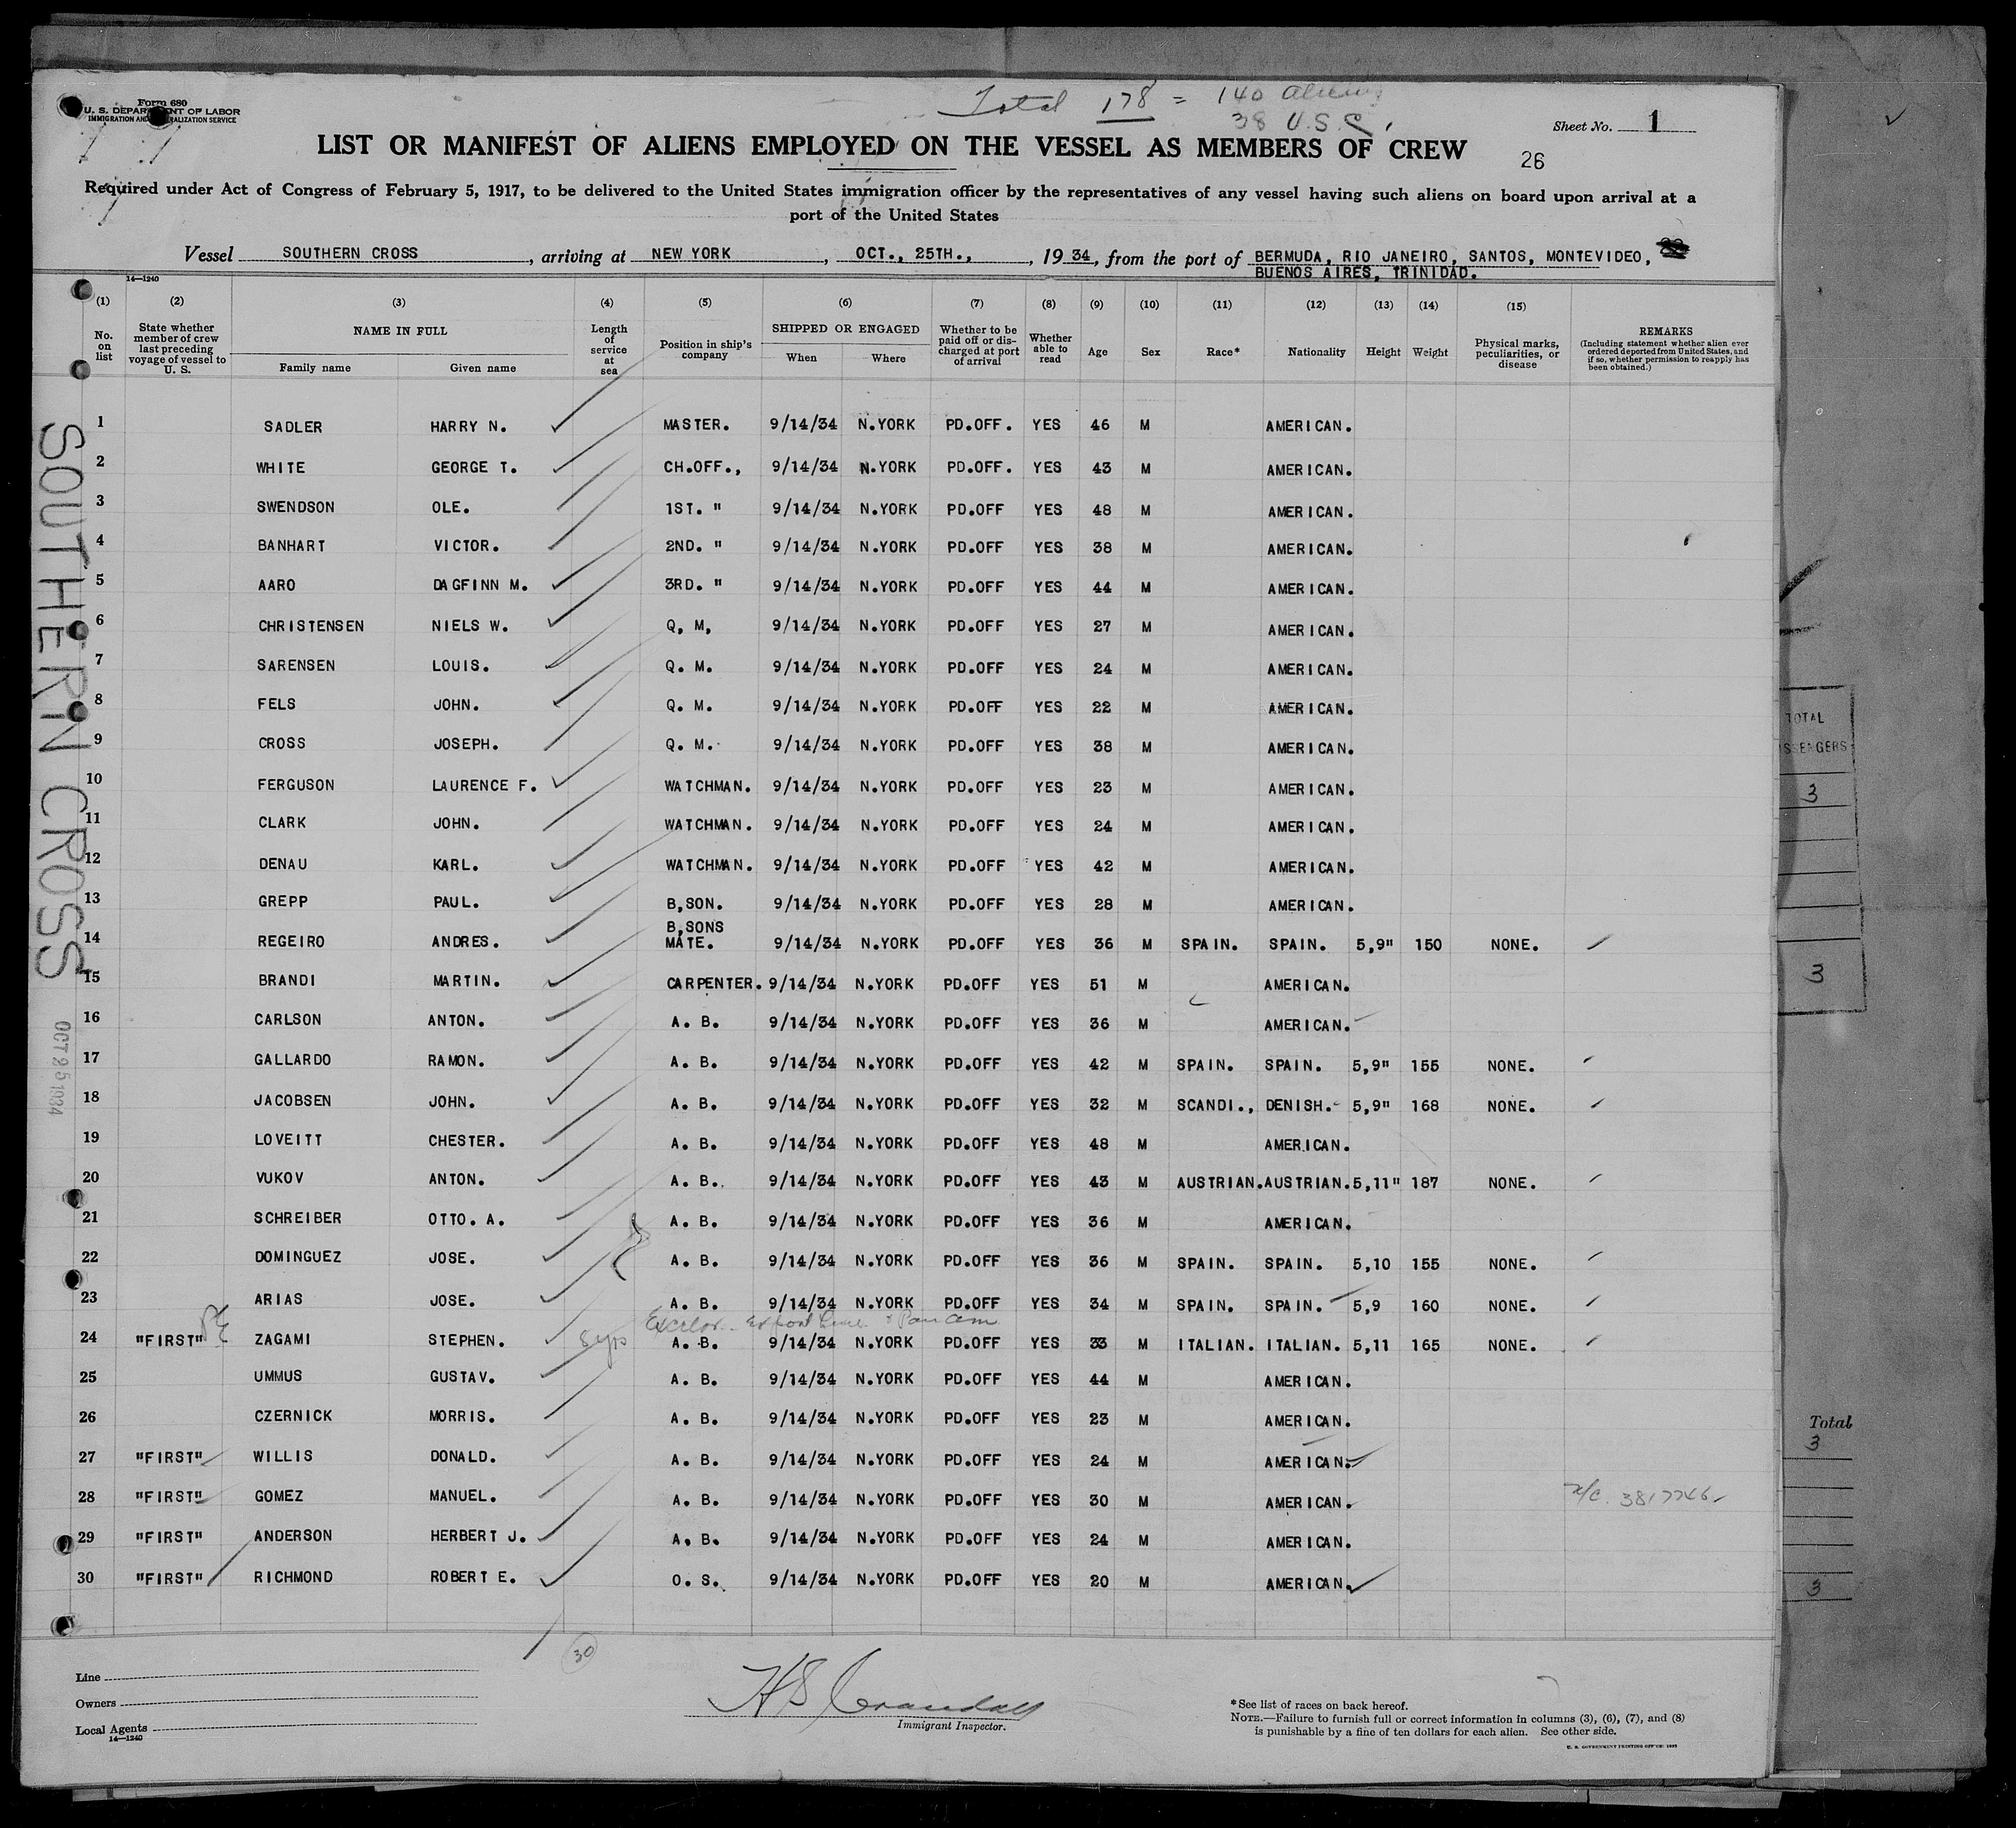 Form 680
U. S. DEPARTMENT OF LABOR
IMMIGRATION AND NATURALIZATION SERVICE
Total 178 = 140 aliens
38 U.S.C.
Sheet No. 1
LIST OR MANIFEST OF ALIENS EMPLOYED ON THE VESSEL AS MEMBERS OF CREW
26
Required under Act of Congress of February 5, 1917, to be delivered to the United States immigration officer by the representatives of any vessel having such aliens on board upon arrival at a
port of the United States
Vessel SOUTHERN CROSS, arriving at NEW YORK, OCT., 25TH., , 1934, from the port of BERMUDA, RIO JANEIRO, SANTOS, MONTEVIDEO,
BUENOS AIRES, TRINIDAD.
14—1240
(1) (2) (3) (4) (5) (6) (7) (8) (9) (10) (11) (12) (13) (14) (15)
No. on list
State whether member of crew last preceding voyage of vessel to U. S.
NAME IN FULL
Family name Given name
Length of service at sea
Position in ship's company
SHIPPED OR ENGAGED
When Where
Whether to be paid off or discharged at port of arrival
Whether able to read
Age Sex Race* Nationality Height Weight
Physical marks, peculiarities, or disease
REMARKS
(Including statement whether alien ever ordered deported from United States, and if so, whether permission to reapply has been obtained.)
1 SADLER HARRY N. MASTER. 9/14/34 N.YORK PD.OFF. YES 46 M AMERICAN.
2 WHITE GEORGE T. CH.OFF., 9/14/34 N.YORK PD.OFF. YES 43 M AMERICAN.
3 SWENDSON OLE. 1ST. " 9/14/34 N.YORK PD.OFF YES 48 M AMERICAN.
4 BANHART VICTOR. 2ND. " 9/14/34 N.YORK PD.OFF YES 38 M AMERICAN.
5 AARO DAGFINN M. 3RD. " 9/14/34 N.YORK PD.OFF YES 44 M AMERICAN.
6 CHRISTENSEN NIELS W. Q, M, 9/14/34 N.YORK PD.OFF YES 27 M AMERICAN.
7 SARENSEN LOUIS. Q. M. 9/14/34 N.YORK PD.OFF YES 24 M AMERICAN.
8 FELS JOHN. Q. M. 9/14/34 N.YORK PD.OFF YES 22 M AMERICAN.
9 CROSS JOSEPH. Q. M. 9/14/34 N.YORK PD.OFF YES 38 M AMERICAN.
10 FERGUSON LAURENCE F. WATCHMAN. 9/14/34 N.YORK PD.OFF YES 23 M AMERICAN.
11 CLARK JOHN. WATCHMAN. 9/14/34 N.YORK PD.OFF YES 24 M AMERICAN.
12 DENAU KARL. WATCHMAN. 9/14/34 N.YORK PD.OFF YES 42 M AMERICAN.
13 GREPP PAUL. B,SON. 9/14/34 N.YORK PD.OFF YES 28 M AMERICAN.
14 REGEIRO ANDRES. B,SONS MATE. 9/14/34 N.YORK PD.OFF YES 36 M SPAIN. SPAIN. 5,9" 150 NONE.
15 BRANDI MARTIN. CARPENTER. 9/14/34 N.YORK PD.OFF YES 51 M AMERICAN.
16 CARLSON ANTON. A. B. 9/14/34 N.YORK PD.OFF YES 36 M AMERICAN.
17 GALLARDO RAMON. A. B. 9/14/34 N.YORK PD.OFF YES 42 M SPAIN. SPAIN. 5,9" 155 NONE.
18 JACOBSEN JOHN. A. B. 9/14/34 N.YORK PD.OFF YES 32 M SCANDI., DENISH. 5,9" 168 NONE.
19 LOVEITT CHESTER. A. B. 9/14/34 N.YORK PD.OFF YES 48 M AMERICAN.
20 VUKOV ANTON. A. B. 9/14/34 N.YORK PD.OFF YES 43 M AUSTRIAN. AUSTRIAN. 5,11" 187 NONE.
21 SCHREIBER OTTO. A. A. B. 9/14/34 N.YORK PD.OFF YES 36 M AMERICAN.
22 DOMINGUEZ JOSE. A. B. 9/14/34 N.YORK PD.OFF YES 36 M SPAIN. SPAIN. 5,10 155 NONE.
23 ARIAS JOSE. A. B. 9/14/34 N.YORK PD.OFF YES 34 M SPAIN. SPAIN. 5,9 160 NONE.
Export Line & Pan Am
24 "FIRST" ZAGAMI STEPHEN. 8 yrs A. B. 9/14/34 N.YORK PD.OFF YES 33 M ITALIAN. ITALIAN. 5,11 165 NONE.
25 UMMUS GUSTAV. A. B. 9/14/34 N.YORK PD.OFF YES 44 M AMERICAN.
26 CZERNICK MORRIS. A. B. 9/14/34 N.YORK PD.OFF YES 23 M AMERICAN.
27 "FIRST" WILLIS DONALD. A. B. 9/14/34 N.YORK PD.OFF YES 24 M AMERICAN.
28 "FIRST" GOMEZ MANUEL. A. B. 9/14/34 N.YORK PD.OFF YES 30 M AMERICAN.
29 "FIRST" ANDERSON HERBERT J. A. B. 9/14/34 N.YORK PD.OFF YES 24 M AMERICAN.
30 "FIRST" RICHMOND ROBERT E. O. S. 9/14/34 N.YORK PD.OFF YES 20 M AMERICAN.
SOUTHERN CROSS
OCT 25 1934
30
Line
Owners
Local Agents
14—1240
H S Crandall
Immigrant Inspector.
*See list of races on back hereof.
NOTE.—Failure to furnish full or correct information in columns (3), (6), (7), and (8)
is punishable by a fine of ten dollars for each alien. See other side.
U. S. GOVERNMENT PRINTING OFFICE: 1933
TOTAL
3
3
Total
3
3